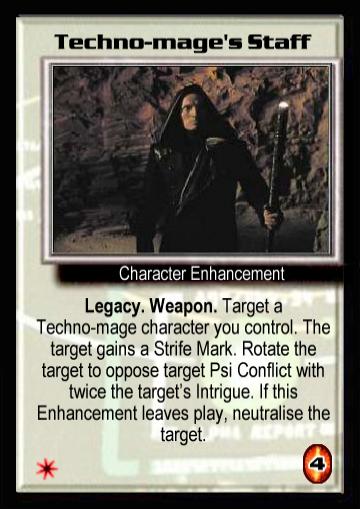 Techno-mage's Staff
Character Enhancement
Legacy. Weapon. Target a
Techno-mage character you control. The
target gains a Strife Mark. Rotate the
target to oppose target Psi Conflict with
twice the target's Intrigue. If this
Enhancement leaves play, neutralise the
target.
4